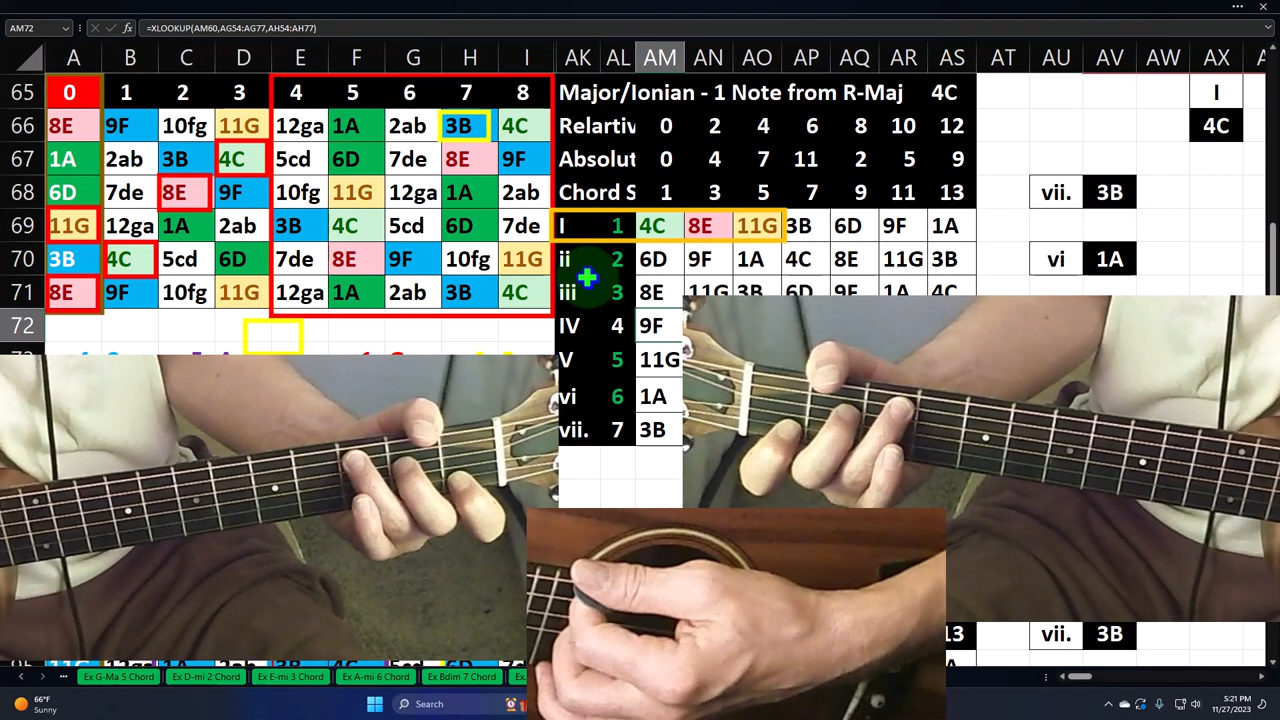 AM72 fx =XLOOKUP(AM60,AG54:AG77,AH54:AH77)
A B C D E F G H I AK AL AM AN AO AP AQ AR AS AT AU AV AW AX
65 0 1 2 3 4 5 6 7 8 Major/Ionian - 1 Note from R-Maj 4C I
66 8E 9F 10fg 11G 12ga 1A 2ab 3B 4C Relartiv 0 2 4 6 8 10 12 4C
67 1A 2ab 3B 4C 5cd 6D 7de 8E 9F Absolut 0 4 7 11 2 5 9
68 6D 7de 8E 9F 10fg 11G 12ga 1A 2ab Chord S 1 3 5 7 9 11 13 vii. 3B
69 11G 12ga 1A 2ab 3B 4C 5cd 6D 7de I 1 4C 8E 11G 3B 6D 9F 1A
70 3B 4C 5cd 6D 7de 8E 9F 10fg 11G ii 2 6D 9F 1A 4C 8E 11G 3B vi 1A
71 8E 9F 10fg 11G 12ga 1A 2ab 3B 4C iii 3 8E 11G 3B 6D 9F 1A 4C
72 IV 4 9F
V 5 11G
vi 6 1A
vii. 7 3B
13 vii. 3B
Ex G-Ma 5 Chord Ex D-mi 2 Chord Ex E-mi 3 Chord Ex A-mi 6 Chord Ex Bdim 7 Chord Ex
66°F
Sunny
Search
5:21 PM
11/27/2023